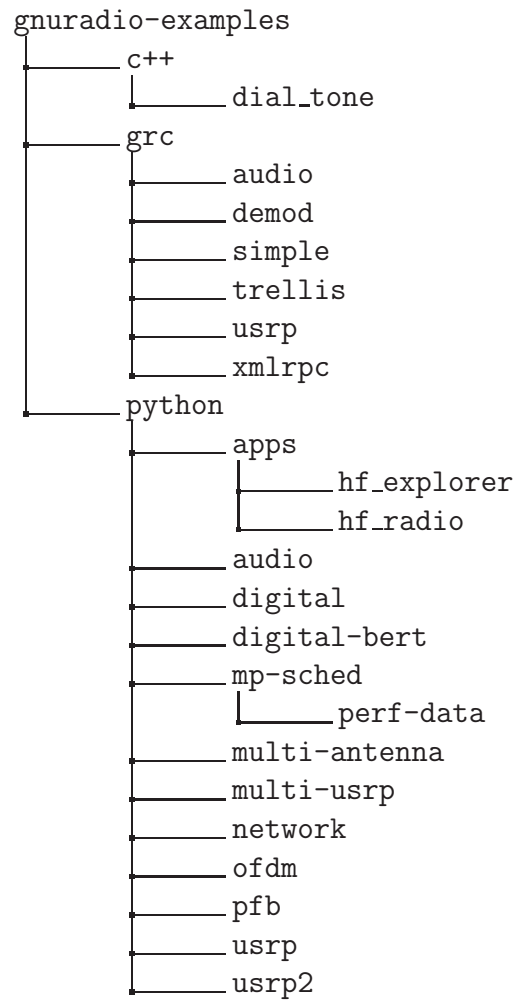 gnuradio-examples
c++
dial_tone
grc
audio
demod
simple
trellis
usrp
xmlrpc
python
apps
hf_explorer
hf_radio
audio
digital
digital-bert
mp-sched
perf-data
multi-antenna
multi-usrp
network
ofdm
pfb
usrp
usrp2